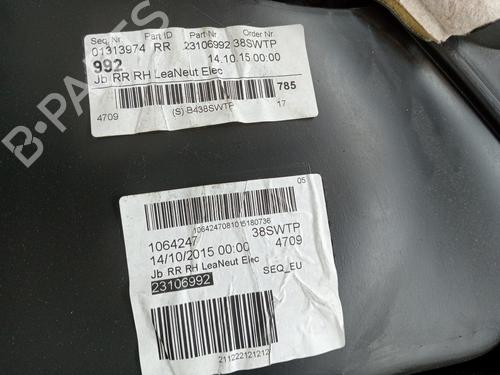 Seq. Nr. Part ID Part-Nr Order Nr.
01313974 RR 23106992 38SWTP
992 14.10.15 00:00
Jb RR RH LeaNeut Elec
785
4709 (S) B438SWTP 17
05
1064247081015180736
1064247 38SWTP
14/10/2015 00:00 4709
Jb RR RH LeaNeut Elec
23106992 SEQ_EU
211222121212
B-PARTS